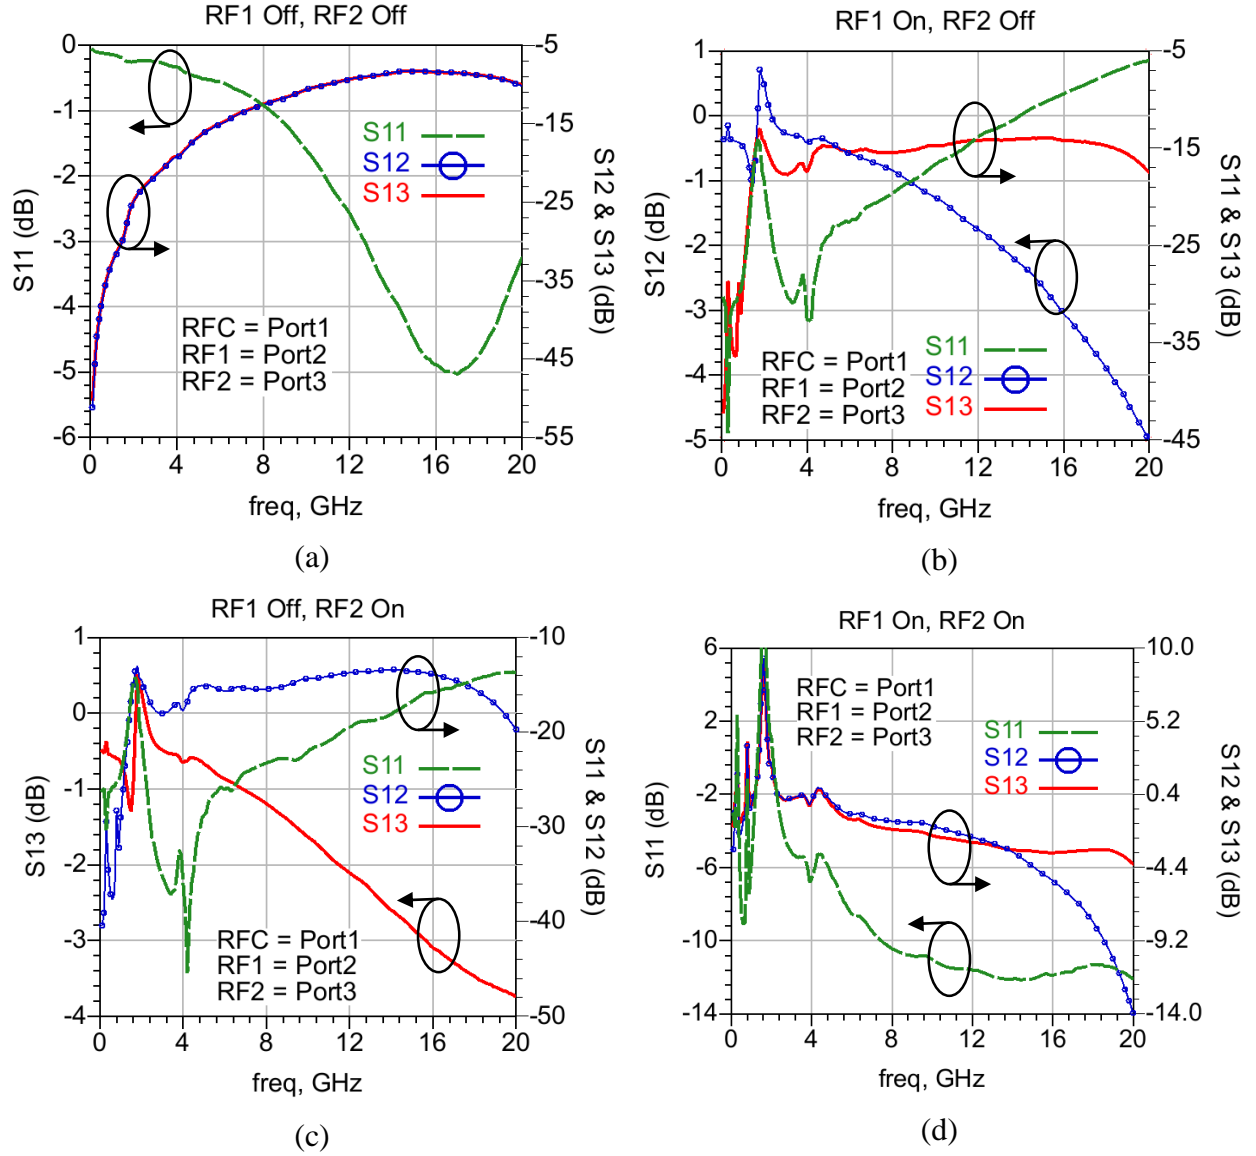 RF1 Off, RF2 Off
0
-1
-2
-3
-4
-5
-6
S11 (dB)
-5
-15
-25
-35
-45
-55
S12 & S13 (dB)
S11
S12
S13
RFC = Port1
RF1 = Port2
RF2 = Port3
0 4 8 12 16 20
freq, GHz
(a)
RF1 On, RF2 Off
1
0
-1
-2
-3
-4
-5
S12 (dB)
-5
-15
-25
-35
-45
S11 & S13 (dB)
S11
S12
S13
RFC = Port1
RF1 = Port2
RF2 = Port3
0 4 8 12 16 20
freq, GHz
(b)
RF1 Off, RF2 On
1
0
-1
-2
-3
-4
S13 (dB)
-10
-20
-30
-40
-50
S11 & S12 (dB)
S11
S12
S13
RFC = Port1
RF1 = Port2
RF2 = Port3
0 4 8 12 16 20
freq, GHz
(c)
RF1 On, RF2 On
6
2
-2
-6
-10
-14
S11 (dB)
10.0
5.2
0.4
-4.4
-9.2
-14.0
S12 & S13 (dB)
RFC = Port1
RF1 = Port2
RF2 = Port3
S11
S12
S13
0 4 8 12 16 20
freq, GHz
(d)